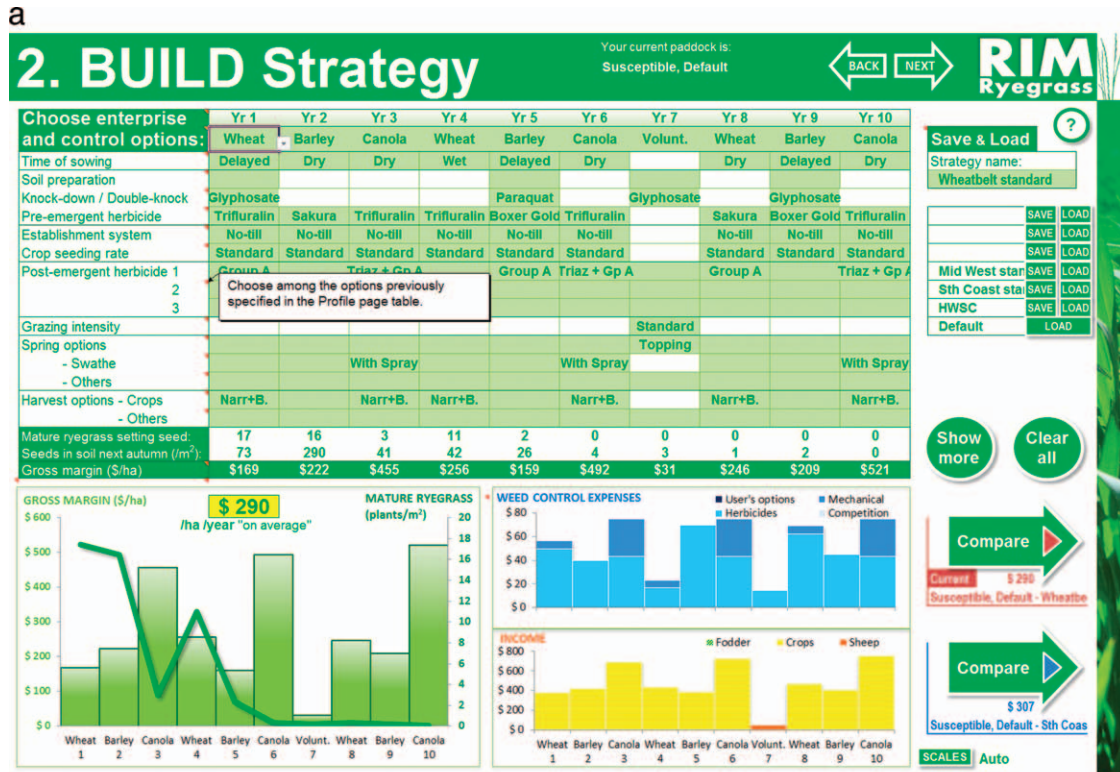 a
2. BUILD Strategy
Your current paddock is:
Susceptible, Default
BACK NEXT
RIM
Ryegrass
Choose enterprise Yr 1 Yr 2 Yr 3 Yr 4 Yr 5 Yr 6 Yr 7 Yr 8 Yr 9 Yr 10
and control options: Wheat Barley Canola Wheat Barley Canola Volunt. Wheat Barley Canola
Time of sowing Delayed Dry Dry Wet Delayed Dry Dry Delayed Dry
Soil preparation
Knock-down / Double-knock Glyphosate Paraquat Glyphosate Glyphosate
Pre-emergent herbicide Trifluralin Sakura Trifluralin Trifluralin Boxer Gold Trifluralin Sakura Boxer Gold Trifluralin
Establishment system No-till No-till No-till No-till No-till No-till No-till No-till No-till
Crop seeding rate Standard Standard Standard Standard Standard Standard Standard Standard Standard
Post-emergent herbicide 1 Group A Triaz + Gp A Group A Triaz + Gp A Group A Triaz + Gp A
2
3
Choose among the options previously
specified in the Profile page table.
Grazing intensity Standard
Spring options Topping
- Swathe With Spray With Spray With Spray
- Others
Harvest options - Crops Narr+B. Narr+B. Narr+B. Narr+B. Narr+B. Narr+B.
- Others
Mature ryegrass setting seed: 17 16 3 11 2 0 0 0 0 0
Seeds in soil next autumn (/m²): 73 290 41 42 26 4 3 1 2 0
Gross margin ($/ha) $169 $222 $455 $256 $159 $492 $31 $246 $209 $521
?
Save & Load
Strategy name:
Wheatbelt standard
SAVE LOAD
SAVE LOAD
SAVE LOAD
Mid West stan SAVE LOAD
Sth Coast sta SAVE LOAD
HWSC SAVE LOAD
Default LOAD
Show
more
Clear
all
Compare
Current $ 290
Susceptible, Default - Wheatbe
Compare
$ 307
Susceptible, Default - Sth Coas
SCALES Auto
GROSS MARGIN ($/ha)
$ 290
/ha /year "on average"
MATURE RYEGRASS
(plants/m²)
$ 600
$ 500
$ 400
$ 300
$ 200
$ 100
$ 0
20
18
16
14
12
10
8
6
4
2
0
Wheat Barley Canola Wheat Barley Canola Volunt. Wheat Barley Canola
1 2 3 4 5 6 7 8 9 10
WEED CONTROL EXPENSES
User's options Mechanical
Herbicides Competition
$ 80
$ 60
$ 40
$ 20
$ 0
INCOME
Fodder Crops Sheep
$ 800
$ 600
$ 400
$ 200
$ 0
Wheat Barley Canola Wheat Barley Canola Volunt. Wheat Barley Canola
1 2 3 4 5 6 7 8 9 10